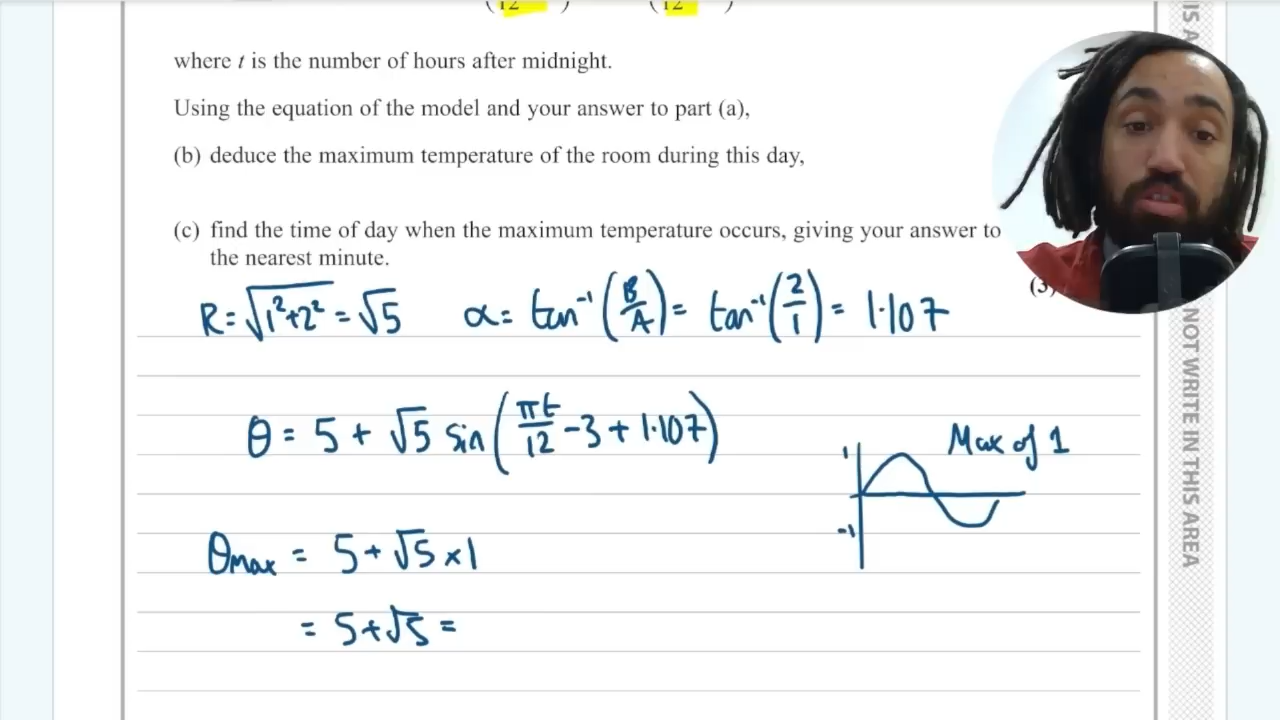 (12 ) (12 )
where t is the number of hours after midnight.
Using the equation of the model and your answer to part (a),
(b) deduce the maximum temperature of the room during this day,
(c) find the time of day when the maximum temperature occurs, giving your answer to
the nearest minute.
(3)
R = √(1²+2²) = √5 α = tan⁻¹(B/A) = tan⁻¹(2/1) = 1.107
θ = 5 + √5 sin(πt/12 - 3 + 1.107)
Max of 1
1
-1
θmax = 5 + √5 × 1
= 5 + √5 =
IS A
NOT WRITE IN THIS AREA